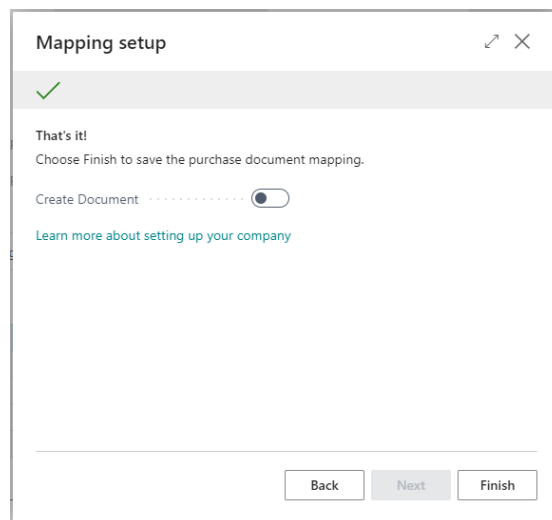 Mapping setup
That's it!
Choose Finish to save the purchase document mapping.
Create Document
Learn more about setting up your company
Back Next Finish